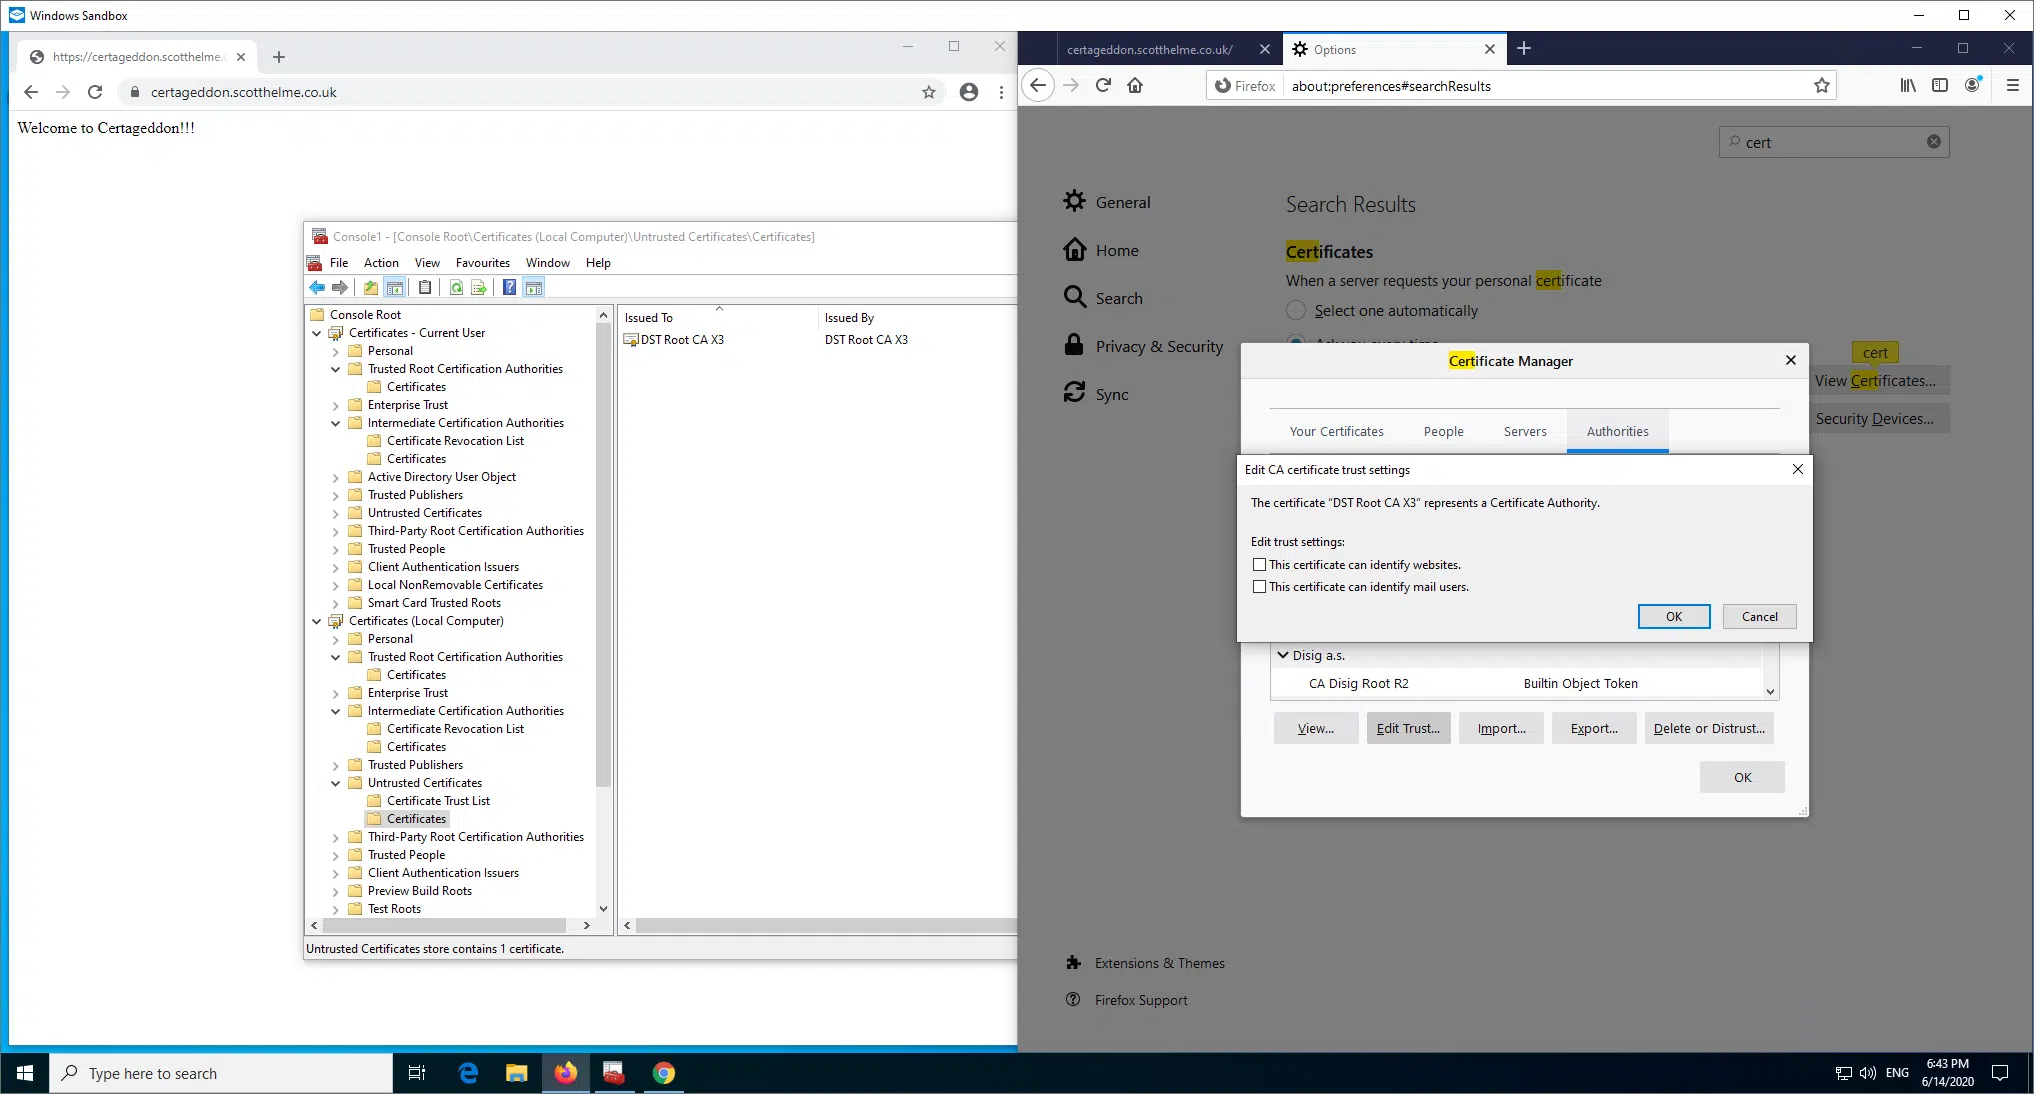 Windows Sandbox
https://certageddon.scotthelme.c
certageddon.scotthelme.co.uk
Welcome to Certageddon!!!
Console1 - [Console Root\Certificates (Local Computer)\Untrusted Certificates\Certificates]
File Action View Favourites Window Help
Console Root
Certificates - Current User
Personal
Trusted Root Certification Authorities
Certificates
Enterprise Trust
Intermediate Certification Authorities
Certificate Revocation List
Certificates
Active Directory User Object
Trusted Publishers
Untrusted Certificates
Third-Party Root Certification Authorities
Trusted People
Client Authentication Issuers
Local NonRemovable Certificates
Smart Card Trusted Roots
Certificates (Local Computer)
Personal
Trusted Root Certification Authorities
Certificates
Enterprise Trust
Intermediate Certification Authorities
Certificate Revocation List
Certificates
Trusted Publishers
Untrusted Certificates
Certificate Trust List
Certificates
Third-Party Root Certification Authorities
Trusted People
Client Authentication Issuers
Preview Build Roots
Test Roots
Issued To Issued By
DST Root CA X3 DST Root CA X3
Untrusted Certificates store contains 1 certificate.
certageddon.scotthelme.co.uk/
Options
Firefox about:preferences#searchResults
cert
General
Home
Search
Privacy & Security
Sync
Search Results
Certificates
When a server requests your personal certificate
Select one automatically
Ask you every time
cert
View Certificates...
Security Devices...
Certificate Manager
Your Certificates People Servers Authorities
Edit CA certificate trust settings
The certificate "DST Root CA X3" represents a Certificate Authority.
Edit trust settings:
This certificate can identify websites.
This certificate can identify mail users.
OK Cancel
Disig a.s.
CA Disig Root R2 Builtin Object Token
View... Edit Trust... Import... Export... Delete or Distrust...
OK
Extensions & Themes
Firefox Support
Type here to search
ENG
6:43 PM
6/14/2020